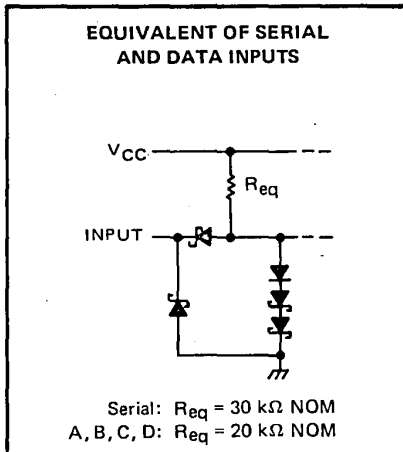 EQUIVALENT OF SERIAL
AND DATA INPUTS
VCC
Req
INPUT
Serial: Req = 30 kΩ NOM
A, B, C, D: Req = 20 kΩ NOM